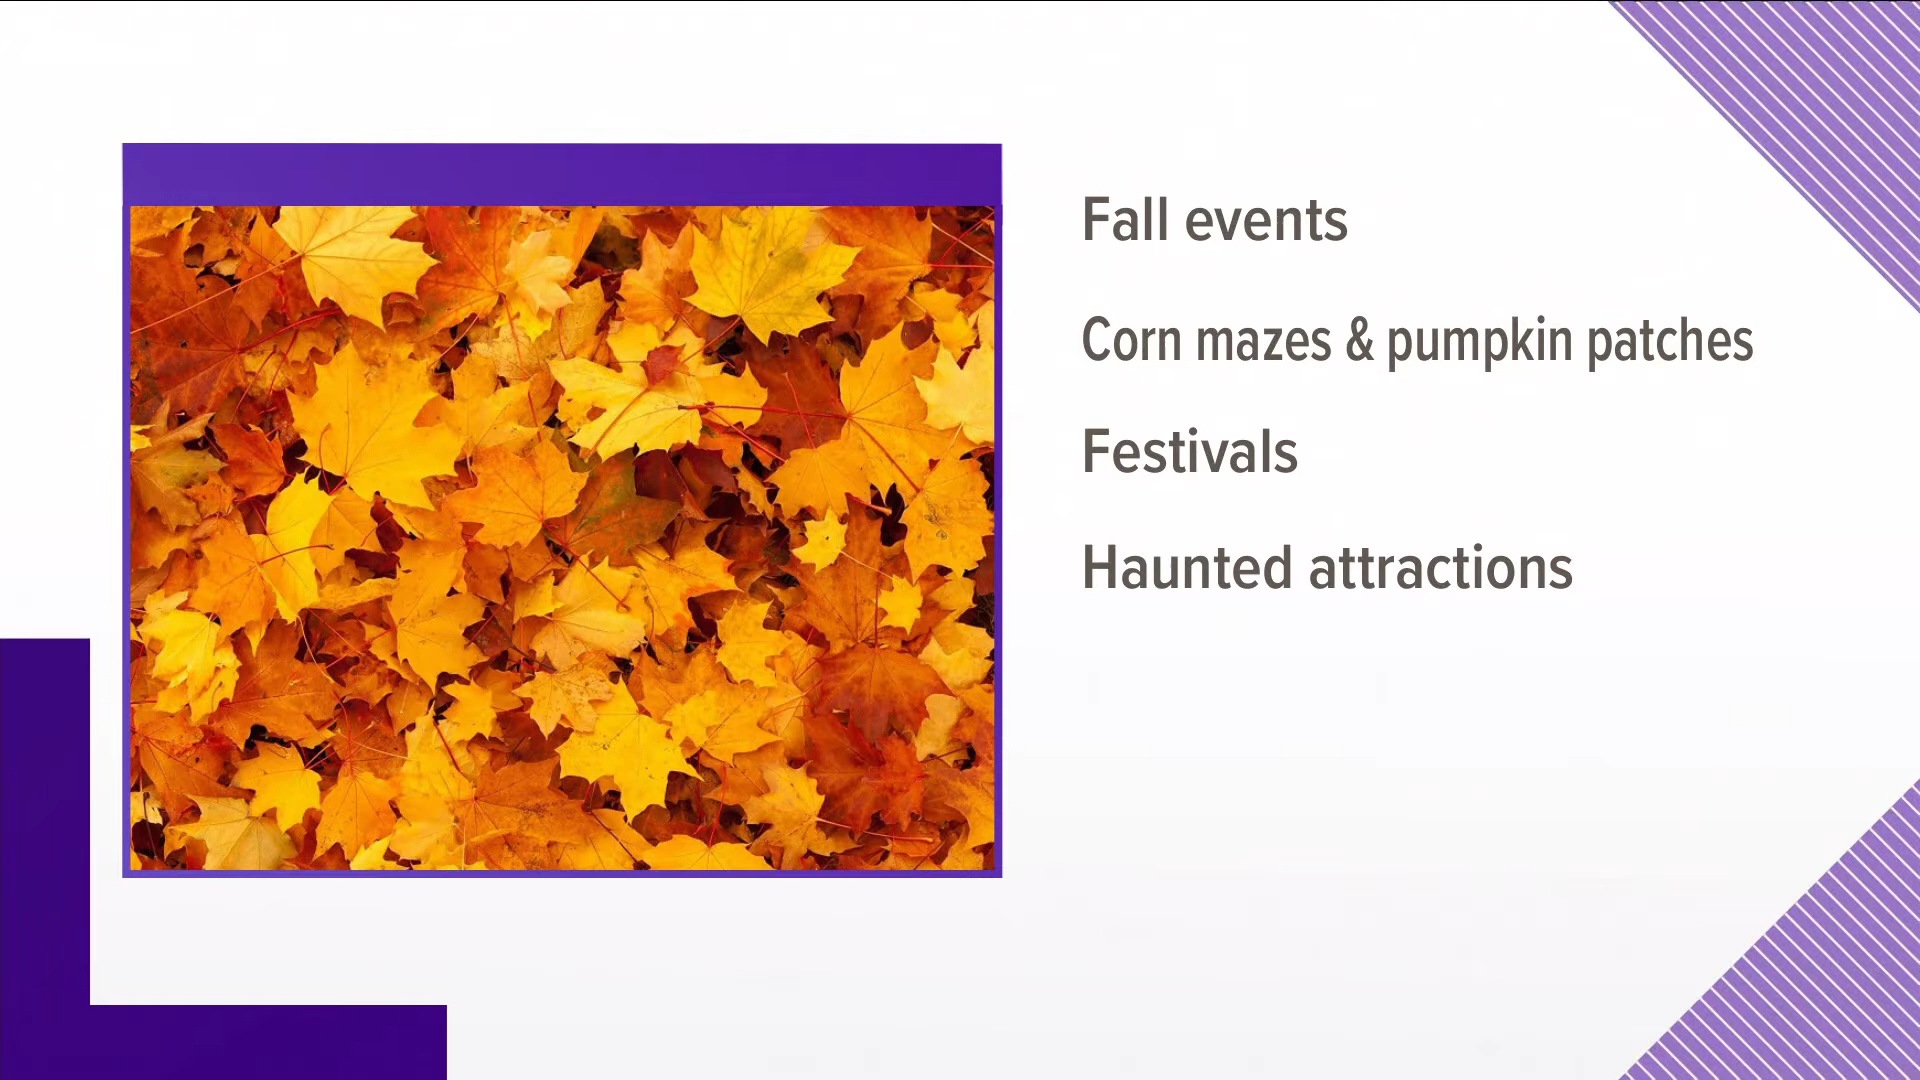 Fall events
Corn mazes & pumpkin patches
Festivals
Haunted attractions